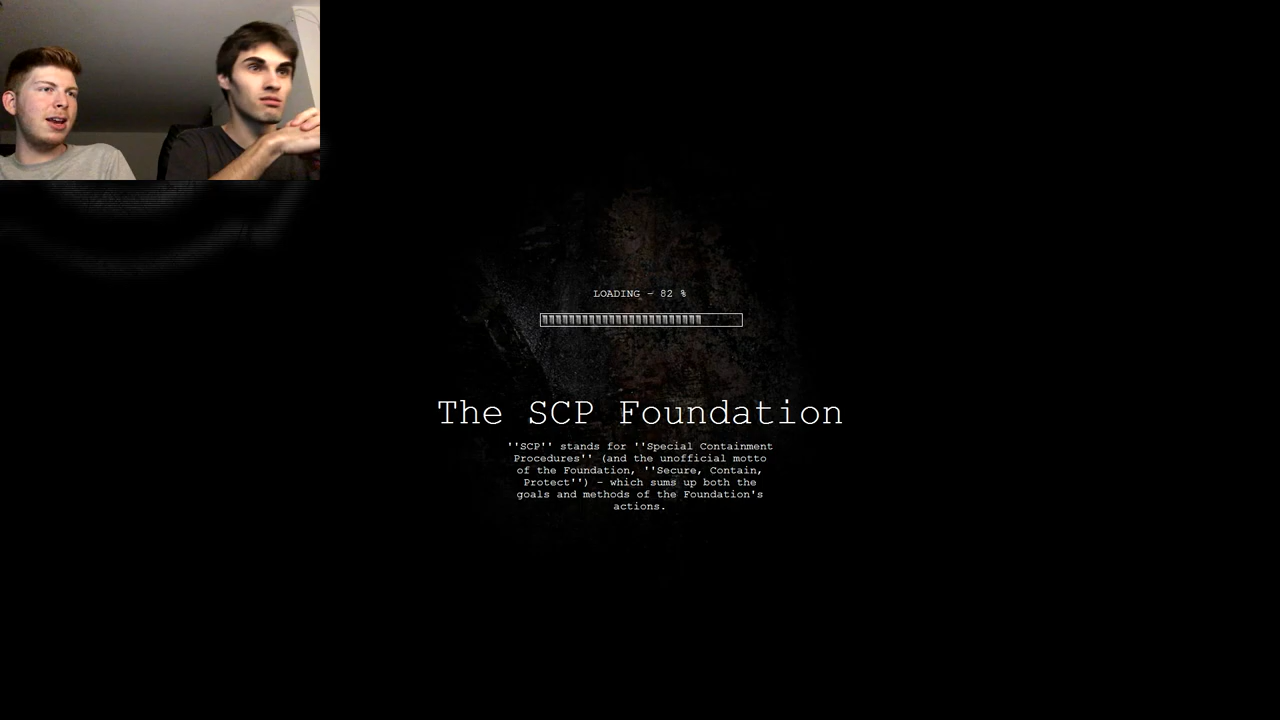 LOADING - 82 %
The SCP Foundation
''SCP'' stands for ''Special Containment
Procedures'' (and the unofficial motto
of the Foundation, ''Secure, Contain,
Protect'') - which sums up both the
goals and methods of the Foundation's
actions.